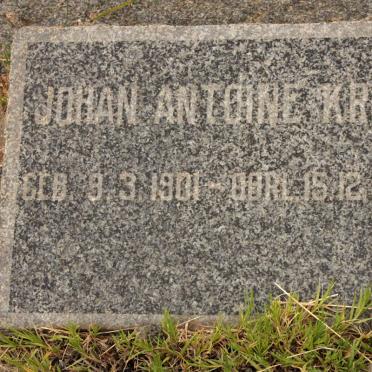 JOHAN ANTOINE KR
GEB 9.3.1901 - OORL.15.12